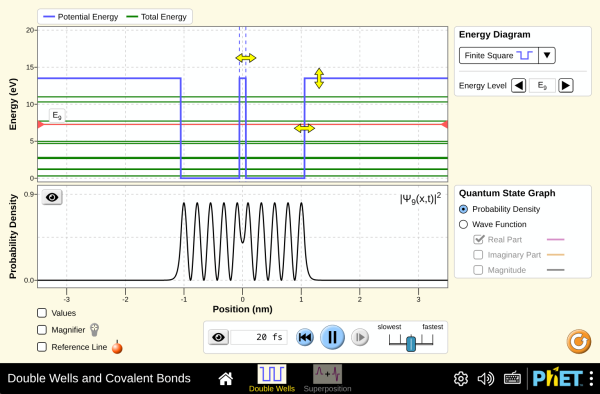 Potential Energy Total Energy
Energy (eV)
20
15
10
5
0
E₉
Energy Diagram
Finite Square
Energy Level E₉
Probability Density
0.9
0.0
|Ψ₉(x,t)|²
-3 -2 -1 0 1 2 3
Position (nm)
Quantum State Graph
Probability Density
Wave Function
Real Part
Imaginary Part
Magnitude
Values
Magnifier
Reference Line
20 fs
slowest fastest
Double Wells and Covalent Bonds
Double Wells
Superposition
PhET